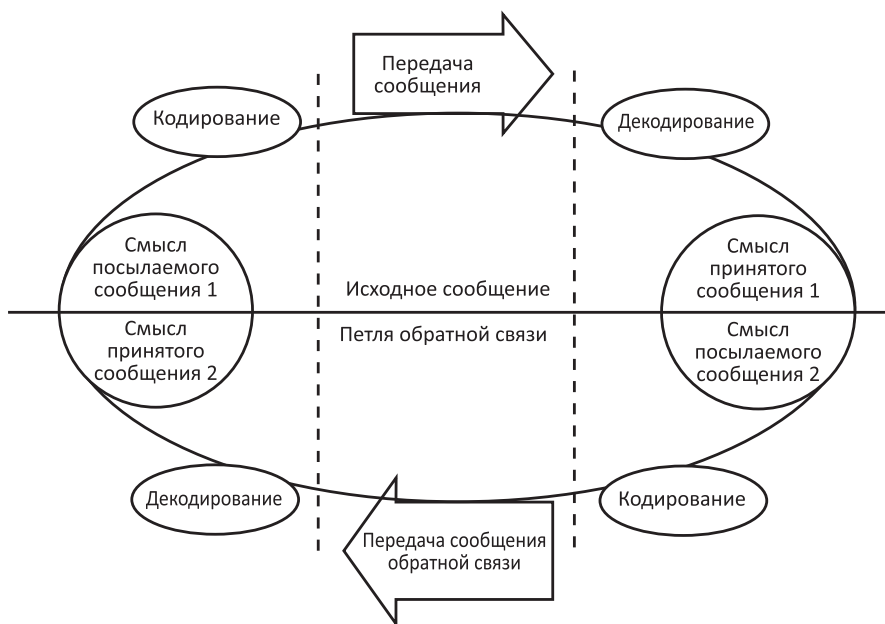 Передача
сообщения
Кодирование
Декодирование
Смысл
посылаемого
сообщения 1
Смысл
принятого
сообщения 1
Исходное сообщение
Петля обратной связи
Смысл
принятого
сообщения 2
Смысл
посылаемого
сообщения 2
Декодирование
Кодирование
Передача сообщения
обратной связи